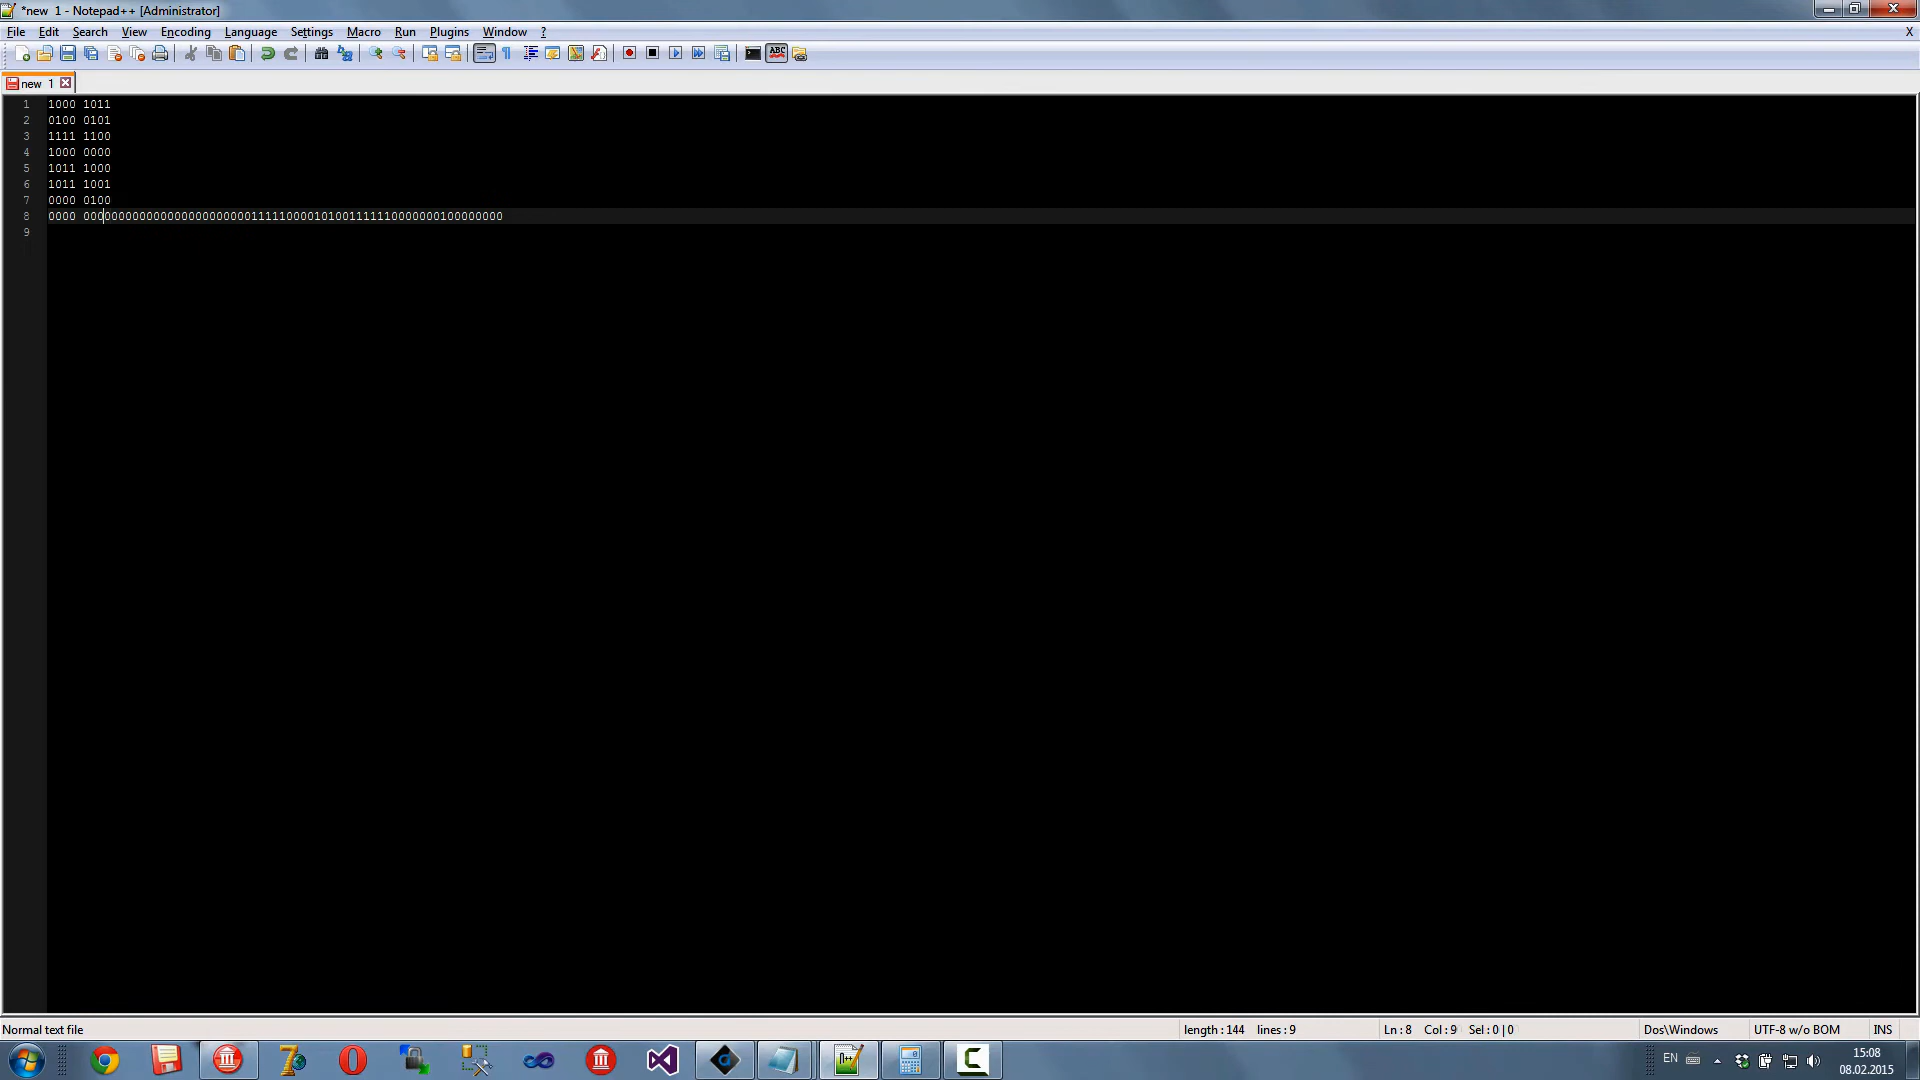 *new 1 - Notepad++ [Administrator]
File Edit Search View Encoding Language Settings Macro Run Plugins Window ? X
new 1
1 1000 1011
2 0100 0101
3 1111 1100
4 1000 0000
5 1011 1000
6 1011 1001
7 0000 0100
8 0000 000000000000000000000000111110000101001111110000000100000000
9
Normal text file length : 144 lines : 9 Ln : 8 Col : 9 Sel : 0 | 0 Dos\Windows UTF-8 w/o BOM INS
EN 15:08
08.02.2015